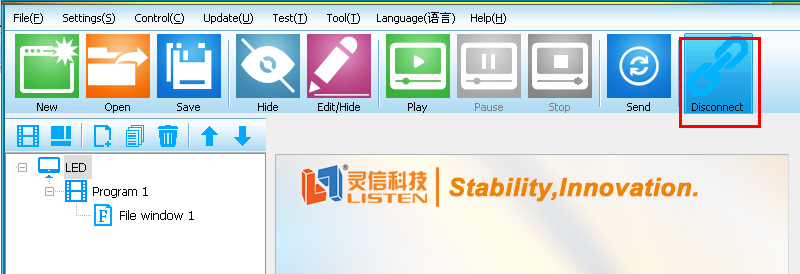 File(F) Settings(S) Control(C) Update(U) Test(T) Tool(T) Language(语言) Help(H)
New Open Save Hide Edit/Hide Play Pause Stop Send Disconnect
LED
Program 1
F File window 1
灵信科技® Stability,Innovation.
LISTEN